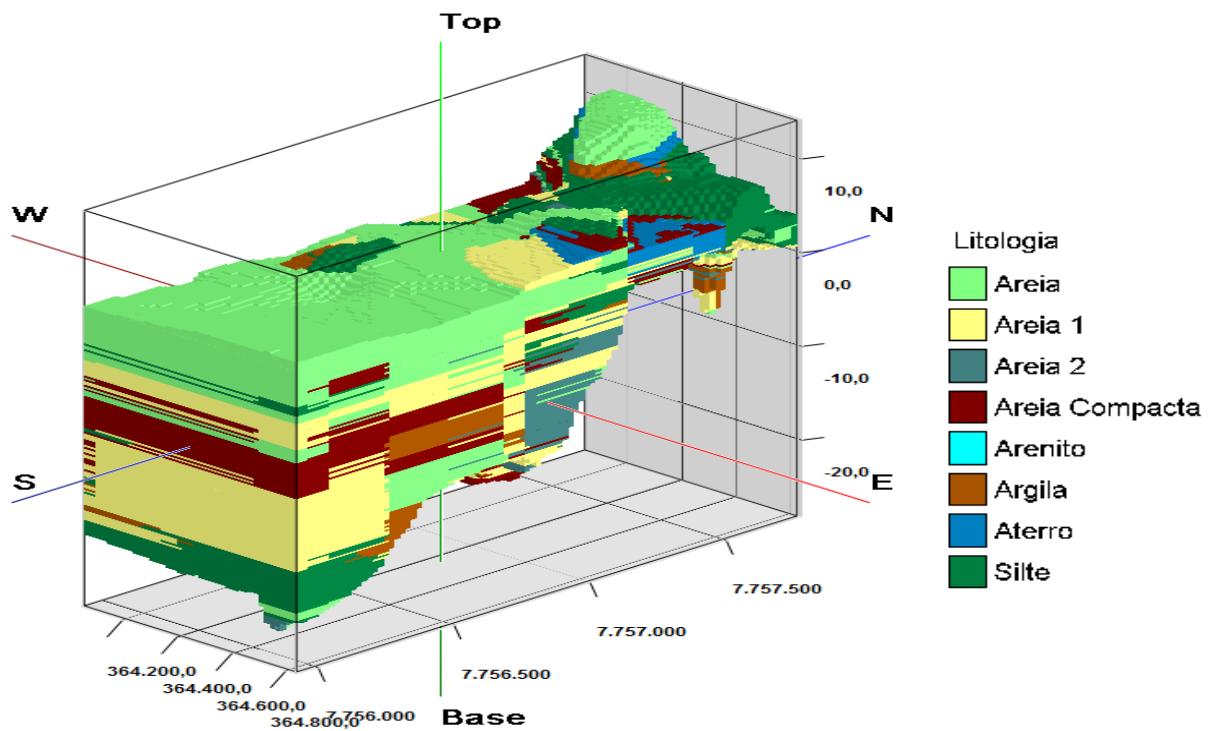 Top
W
N
S
E
10,0
0,0
-10,0
-20,0
Litologia
Areia
Areia 1
Areia 2
Areia Compacta
Arenito
Argila
Aterro
Silte
7.757.500
7.757.000
7.756.500
7.756.000
364.200,0
364.400,0
364.600,0
364.800,0
Base